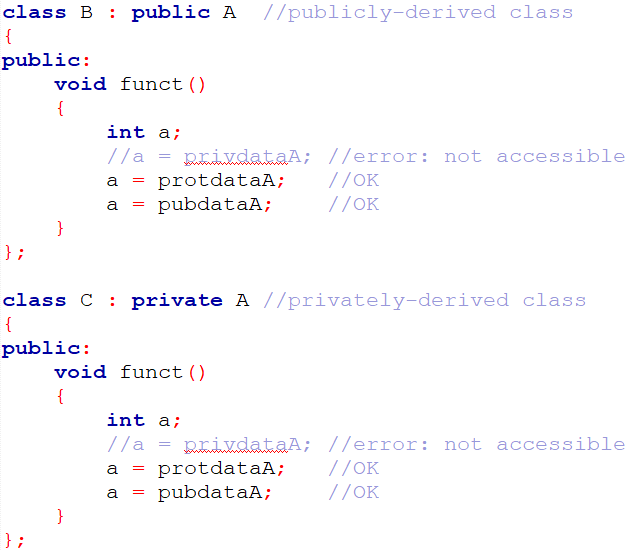 class B : public A  //publicly-derived class
{
public:
    void funct()
    {
        int a;
        //a = privdataA; //error: not accessible
        a = protdataA;   //OK
        a = pubdataA;    //OK
    }
};

class C : private A //privately-derived class
{
public:
    void funct()
    {
        int a;
        //a = privdataA; //error: not accessible
        a = protdataA;   //OK
        a = pubdataA;    //OK
    }
};